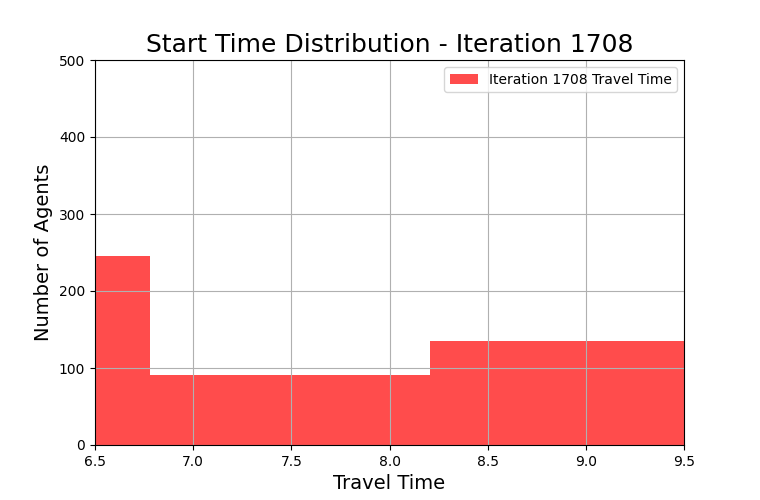 Start Time Distribution - Iteration 1708
Iteration 1708 Travel Time
Number of Agents
500
400
300
200
100
0
6.5 7.0 7.5 8.0 8.5 9.0 9.5
Travel Time